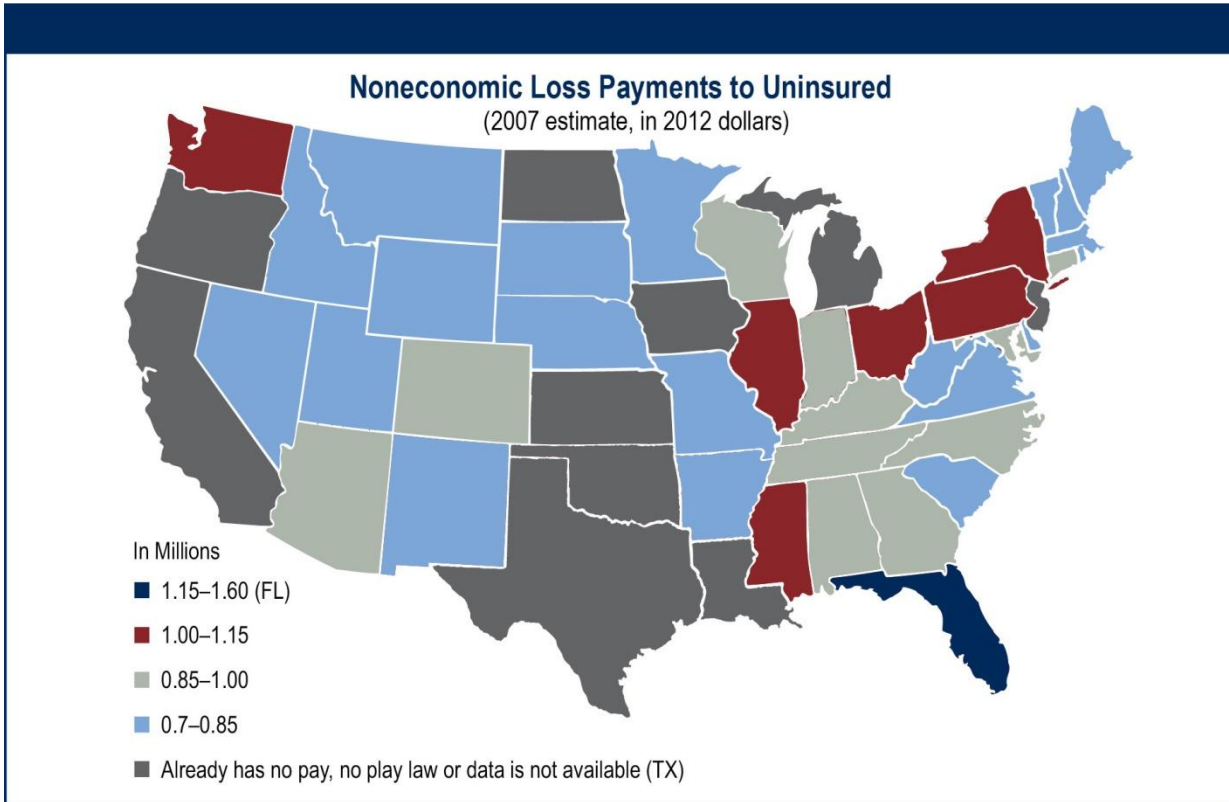 Noneconomic Loss Payments to Uninsured
(2007 estimate, in 2012 dollars)
In Millions
1.15–1.60 (FL)
1.00–1.15
0.85–1.00
0.7–0.85
Already has no pay, no play law or data is not available (TX)